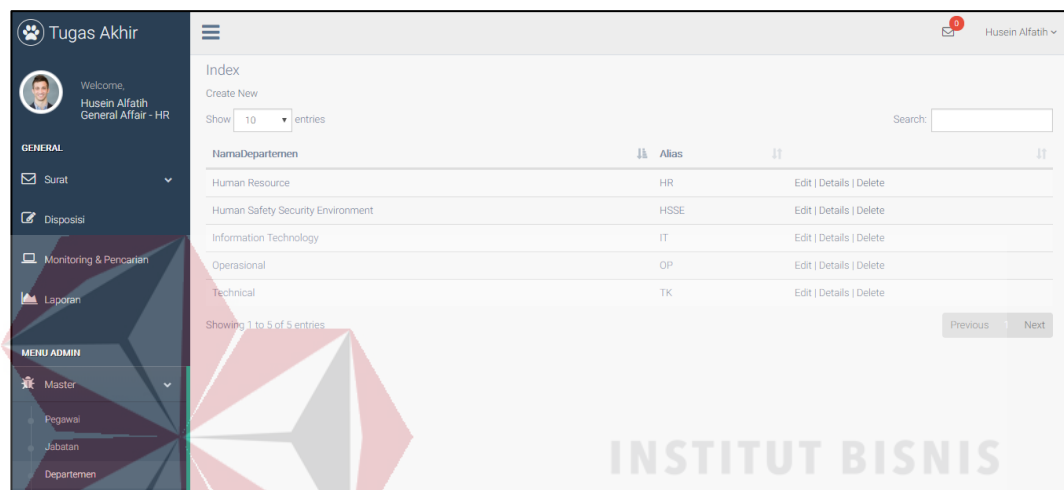 Tugas Akhir
Welcome,
Husein Alfatih
General Affair - HR
GENERAL
Surat
Disposisi
Monitoring & Pencarian
Laporan
MENU ADMIN
Master
Pegawai
Jabatan
Departemen
0
Husein Alfatih
Index
Create New
Show 10 entries
Search:
NamaDepartemen Alias
Human Resource HR Edit | Details | Delete
Human Safety Security Environment HSSE Edit | Details | Delete
Information Technology IT Edit | Details | Delete
Operasional OP Edit | Details | Delete
Technical TK Edit | Details | Delete
Showing 1 to 5 of 5 entries
Previous 1 Next
INSTITUT BISNIS